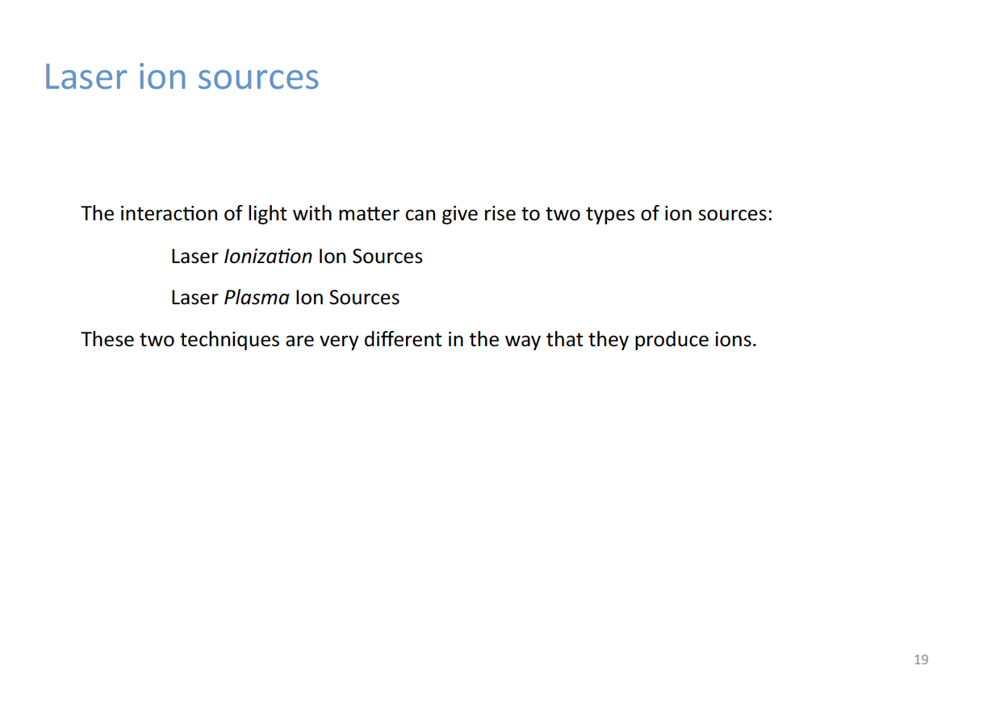 Laser ion sources
The interaction of light with matter can give rise to two types of ion sources:
Laser Ionization Ion Sources
Laser Plasma Ion Sources
These two techniques are very different in the way that they produce ions.
19